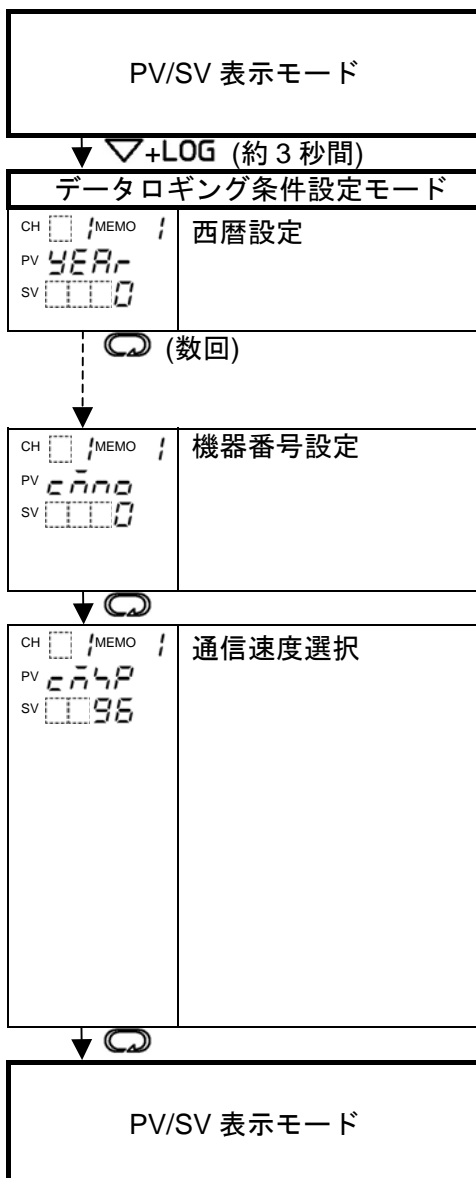 PV/SV 表示モード
▽+LOG (約 3 秒間)
データロギング条件設定モード
CH 1 MEMO 1 西暦設定
PV YEAr
SV 0
(数回)
CH 1 MEMO 1 機器番号設定
PV cmno
SV 0
CH 1 MEMO 1 通信速度選択
PV cmsP
SV 96
PV/SV 表示モード